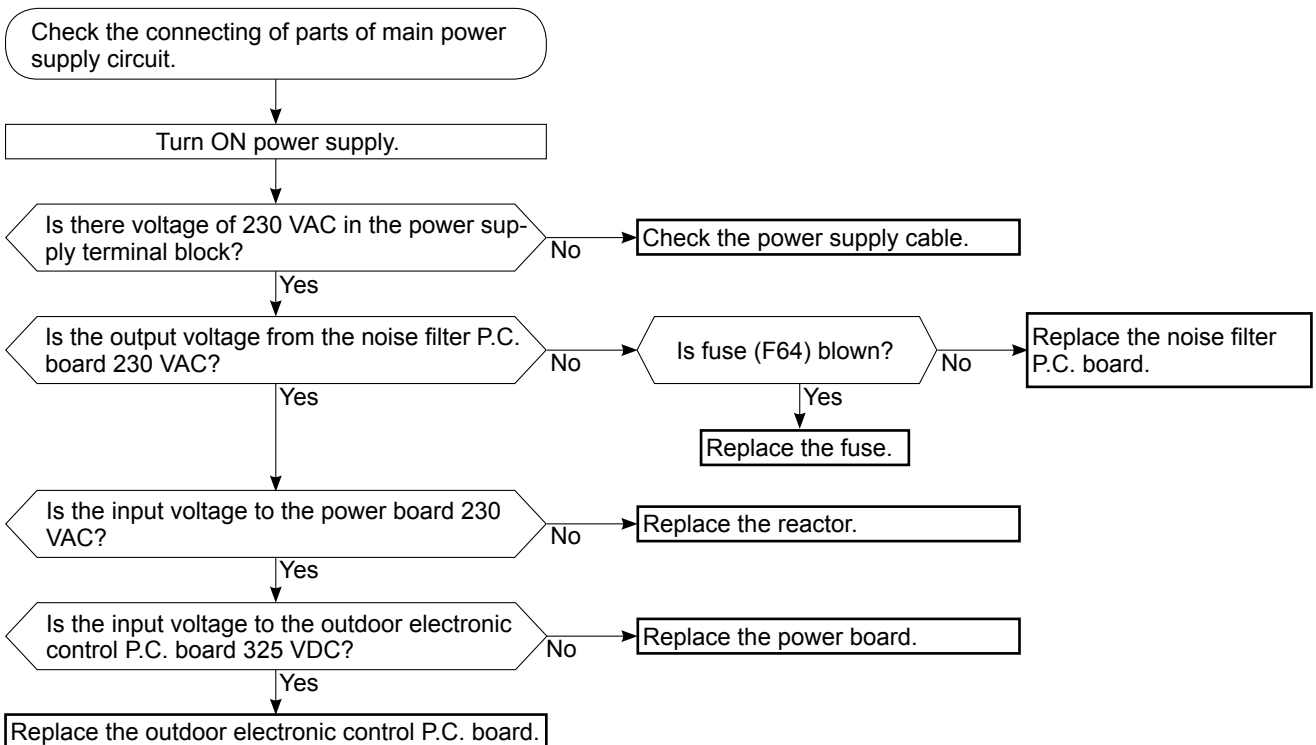 Check the connecting of parts of main power
supply circuit.
Turn ON power supply.
Is there voltage of 230 VAC in the power sup-
ply terminal block?
No
Check the power supply cable.
Yes
Is the output voltage from the noise filter P.C.
board 230 VAC?
No
Is fuse (F64) blown?
No
Replace the noise filter
P.C. board.
Yes
Yes
Replace the fuse.
Is the input voltage to the power board 230
VAC?
No
Replace the reactor.
Yes
Is the input voltage to the outdoor electronic
control P.C. board 325 VDC?
No
Replace the power board.
Yes
Replace the outdoor electronic control P.C. board.